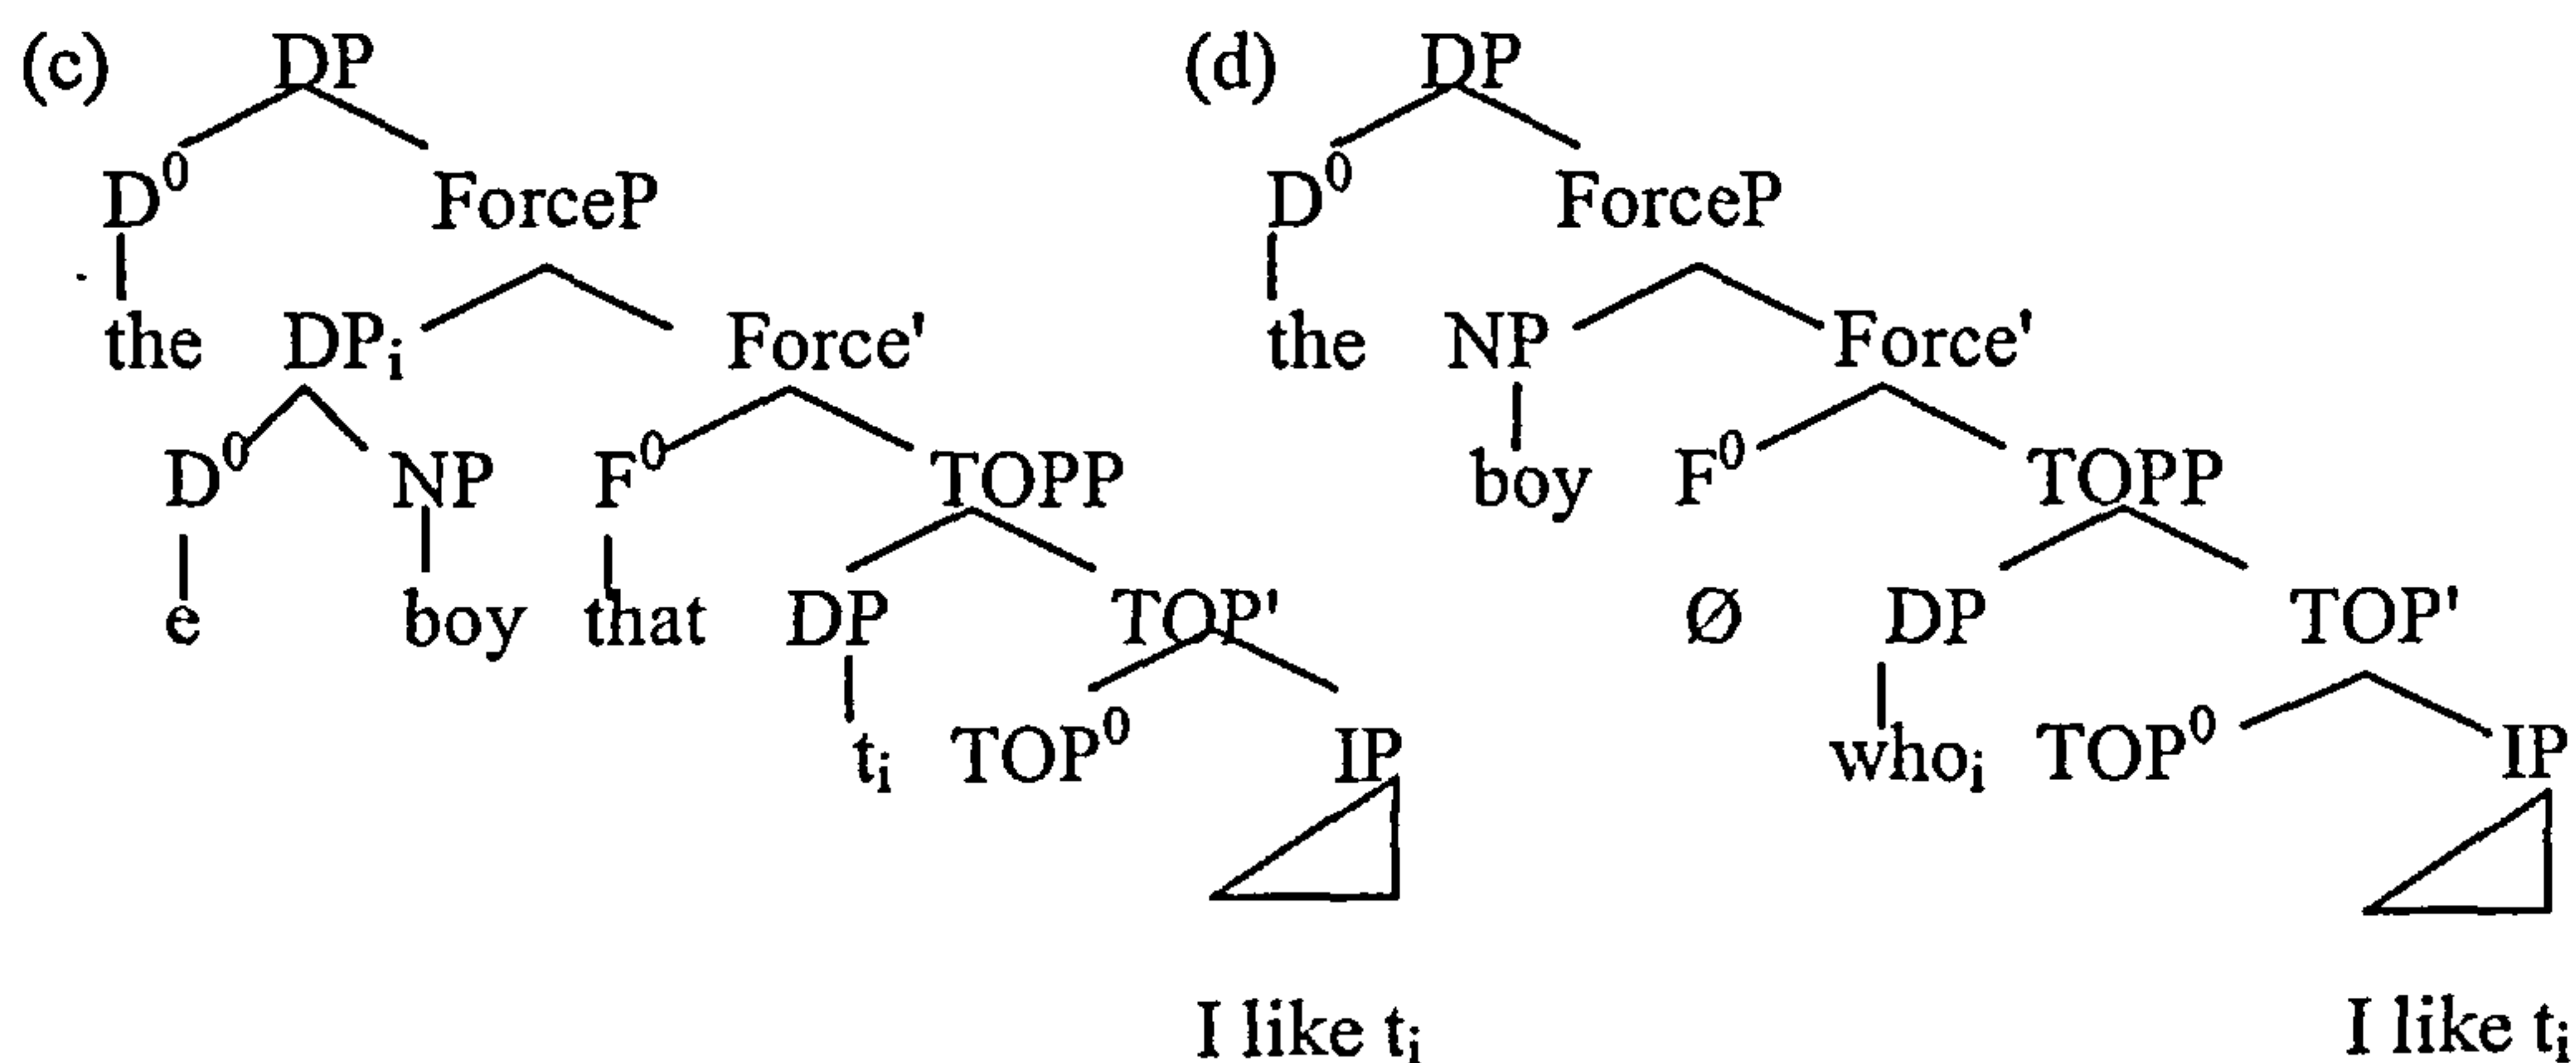 (c) DP (d) DP
D⁰ ForceP D⁰ ForceP
the DPᵢ Force' the NP Force'
D⁰ NP F⁰ TOPP boy F⁰ TOPP
e boy that DP TOP' Ø DP TOP'
tᵢ TOP⁰ IP whoᵢ TOP⁰ IP
I like tᵢ I like tᵢ